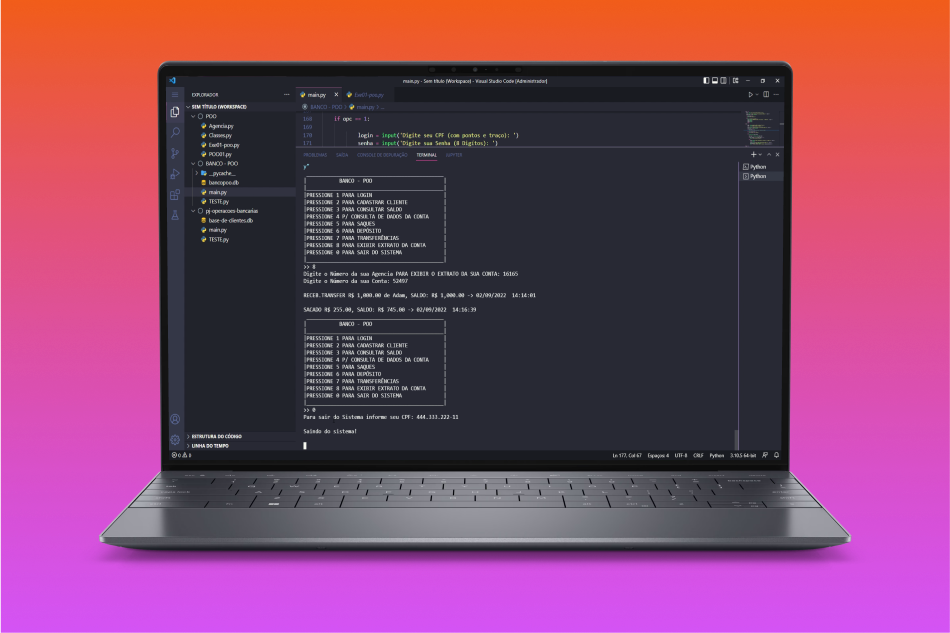 main.py - Sem título (Workspace) - Visual Studio Code [Administrador]
EXPLORADOR
SEM TÍTULO (WORKSPACE)
POO
Agencia.py
Classes.py
Exe01-poo.py
POO01.py
BANCO - POO
__pycache__
bancopoo.db
main.py
TESTE.py
pj-operacoes-bancarias
base-de-clientes.db
main.py
TESTE.py
ESTRUTURA DO CÓDIGO
LINHA DO TEMPO
main.py
Exe01-poo.py
BANCO - POO > main.py > ...
168 if opc == 1:
169
170 login = input('Digite seu CPF (com pontos e traço): ')
171 senha = input('Digite sua Senha (8 Dígitos): ')
PROBLEMAS SAÍDA CONSOLE DE DEPURAÇÃO TERMINAL JUPYTER
Python
Python
BANCO - POO
|PRESSIONE 1 PARA LOGIN |
|PRESSIONE 2 PARA CADASTRAR CLIENTE |
|PRESSIONE 3 PARA CONSULTAR SALDO |
|PRESSIONE 4 P/ CONSULTA DE DADOS DA CONTA |
|PRESSIONE 5 PARA SAQUES |
|PRESSIONE 6 PARA DEPÓSITO |
|PRESSIONE 7 PARA TRANSFERÊNCIAS |
|PRESSIONE 8 PARA EXIBIR EXTRATO DA CONTA |
|PRESSIONE 0 PARA SAIR DO SISTEMA |
>> 8
Digite o Número da sua Agencia PARA EXIBIR O EXTRATO DA SUA CONTA: 16165
Digite o Número da sua Conta: 52497
RECEB.TRANSFER R$ 1,000.00 de Adam, SALDO: R$ 1,000.00 -> 02/09/2022 14:14:01
SACADO R$ 255.00, SALDO: R$ 745.00 -> 02/09/2022 14:16:39
BANCO - POO
|PRESSIONE 1 PARA LOGIN |
|PRESSIONE 2 PARA CADASTRAR CLIENTE |
|PRESSIONE 3 PARA CONSULTAR SALDO |
|PRESSIONE 4 P/ CONSULTA DE DADOS DA CONTA |
|PRESSIONE 5 PARA SAQUES |
|PRESSIONE 6 PARA DEPÓSITO |
|PRESSIONE 7 PARA TRANSFERÊNCIAS |
|PRESSIONE 8 PARA EXIBIR EXTRATO DA CONTA |
|PRESSIONE 0 PARA SAIR DO SISTEMA |
>> 0
Para sair do Sistema informe seu CPF: 444.333.222-11
Saindo do sistema!
0 0
Ln 177, Col 67 Espaços: 4 UTF-8 CRLF Python 3.10.5 64-bit